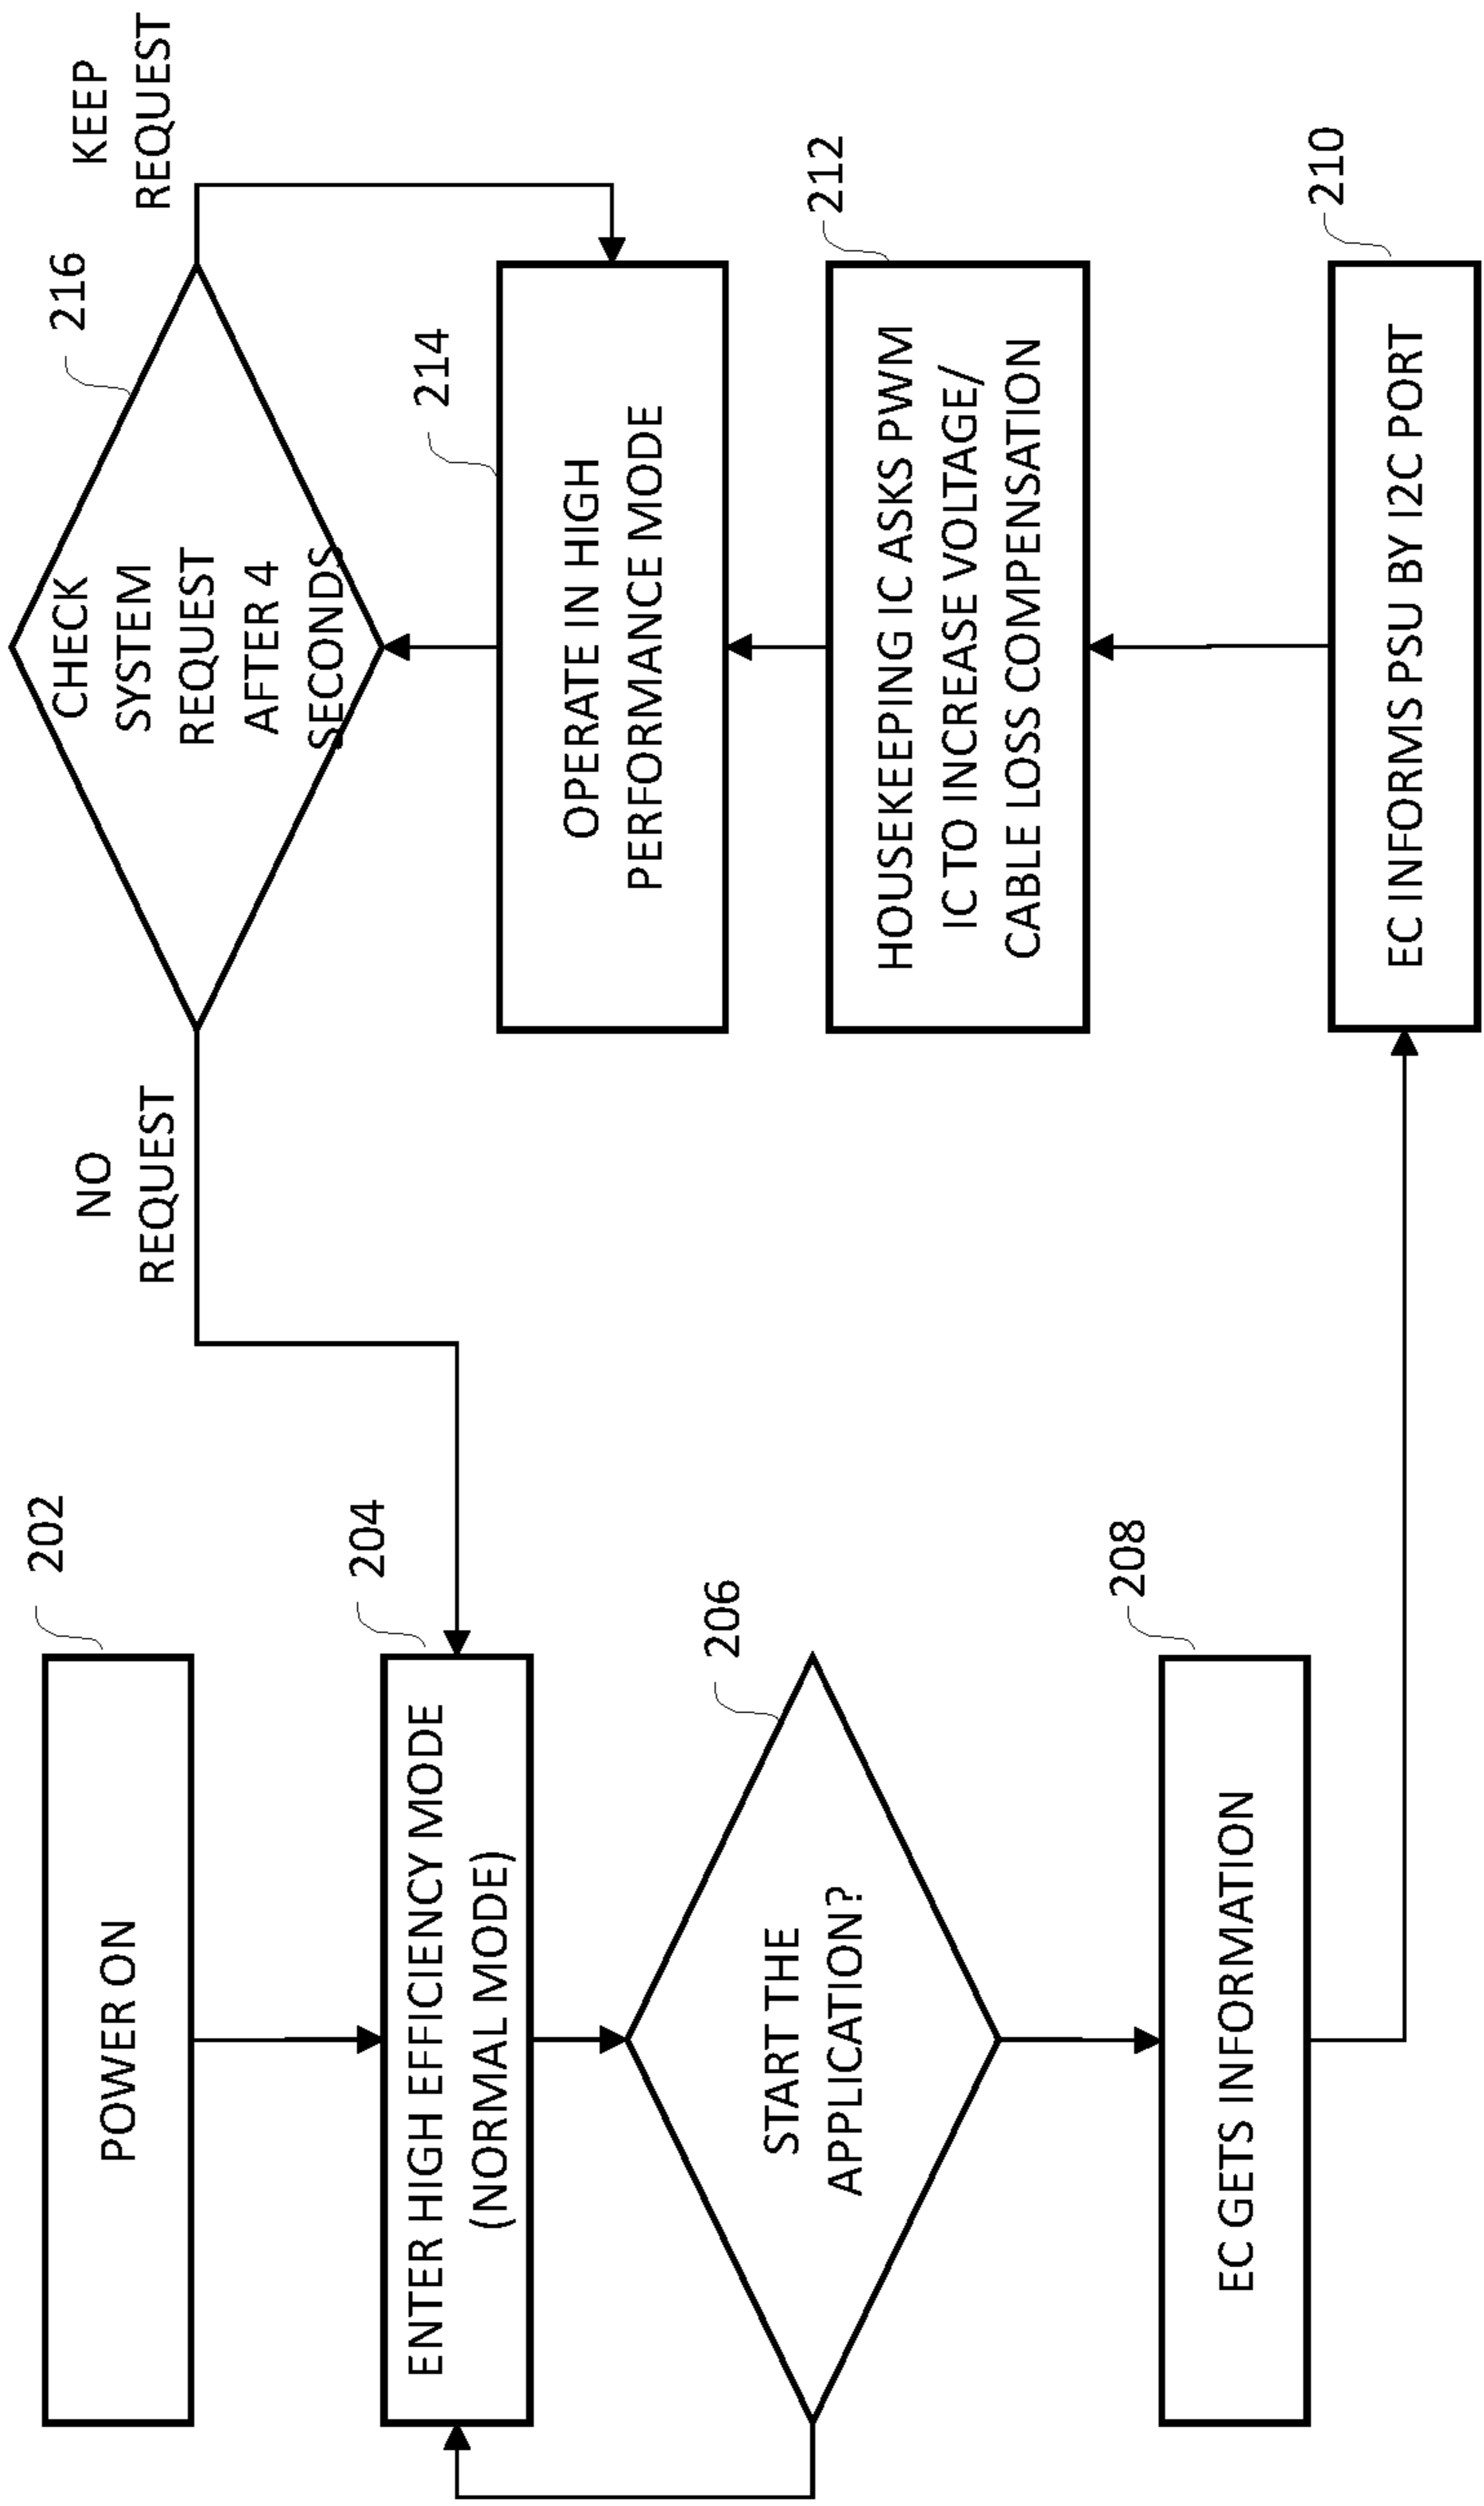 202
POWER ON
204
ENTER HIGH EFFICIENCY MODE
(NORMAL MODE)
206
START THE
APPLICATION?
208
EC GETS INFORMATION
210
EC INFORMS PSU BY I2C PORT
212
HOUSEKEEPING IC ASKS PWM
IC TO INCREASE VOLTAGE/
CABLE LOSS COMPENSATION
214
OPERATE IN HIGH
PERFORMANCE MODE
216
CHECK
SYSTEM
REQUEST
AFTER 4
SECONDS
NO
REQUEST
KEEP
REQUEST